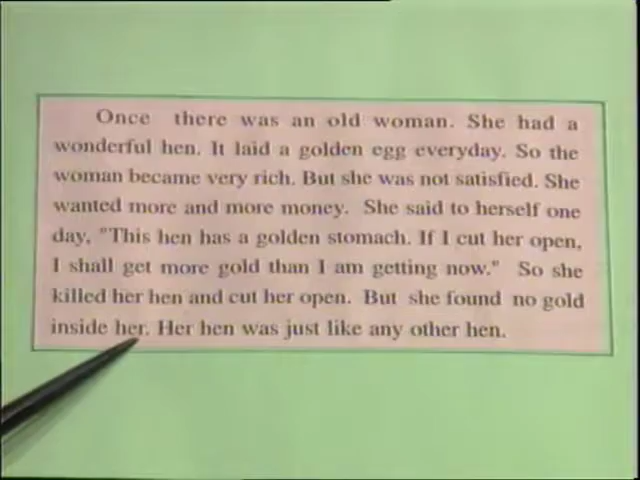 Once there was an old woman. She had a
wonderful hen. It laid a golden egg everyday. So the
woman became very rich. But she was not satisfied. She
wanted more and more money. She said to herself one
day, "This hen has a golden stomach. If I cut her open,
I shall get more gold than I am getting now." So she
killed her hen and cut her open. But she found no gold
inside her. Her hen was just like any other hen.